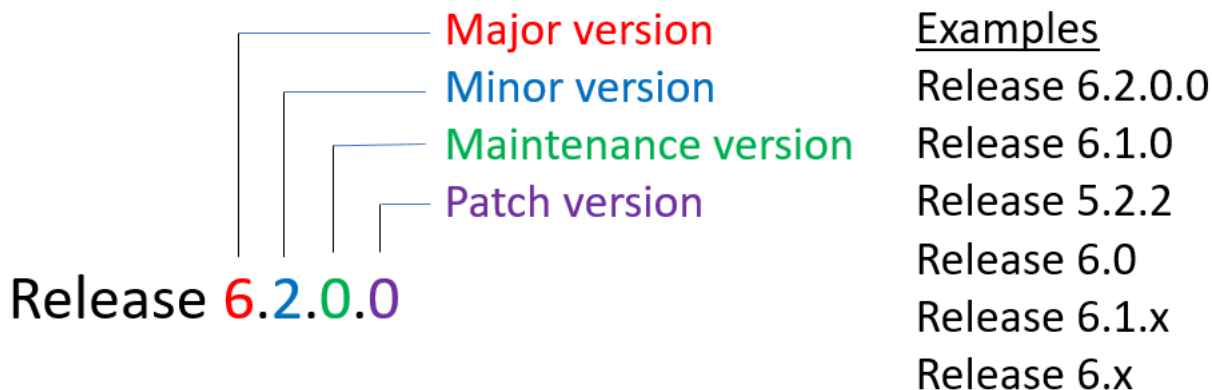 Major version
Minor version
Maintenance version
Patch version
Release 6.2.0.0
Examples
Release 6.2.0.0
Release 6.1.0
Release 5.2.2
Release 6.0
Release 6.1.x
Release 6.x